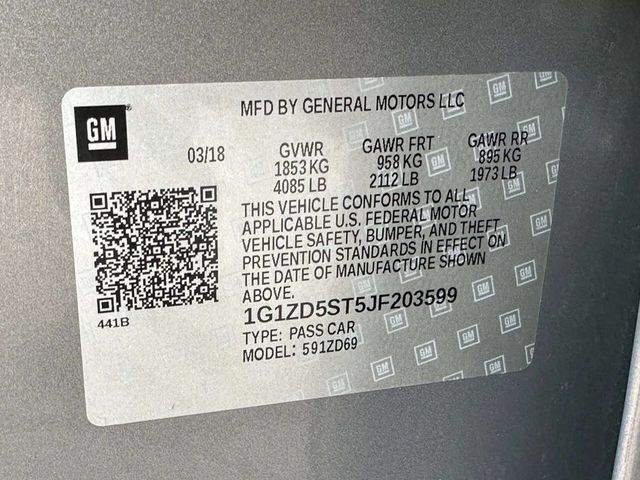 GM
MFD BY GENERAL MOTORS LLC
03/18
GVWR
1853 KG
4085 LB
GAWR FRT
958 KG
2112 LB
GAWR RR
895 KG
1973 LB
THIS VEHICLE CONFORMS TO ALL
APPLICABLE U.S. FEDERAL MOTOR
VEHICLE SAFETY, BUMPER, AND THEFT
PREVENTION STANDARDS IN EFFECT ON
THE DATE OF MANUFACTURE SHOWN
ABOVE.
1G1ZD5ST5JF203599
TYPE: PASS CAR
MODEL: 591ZD69
441B